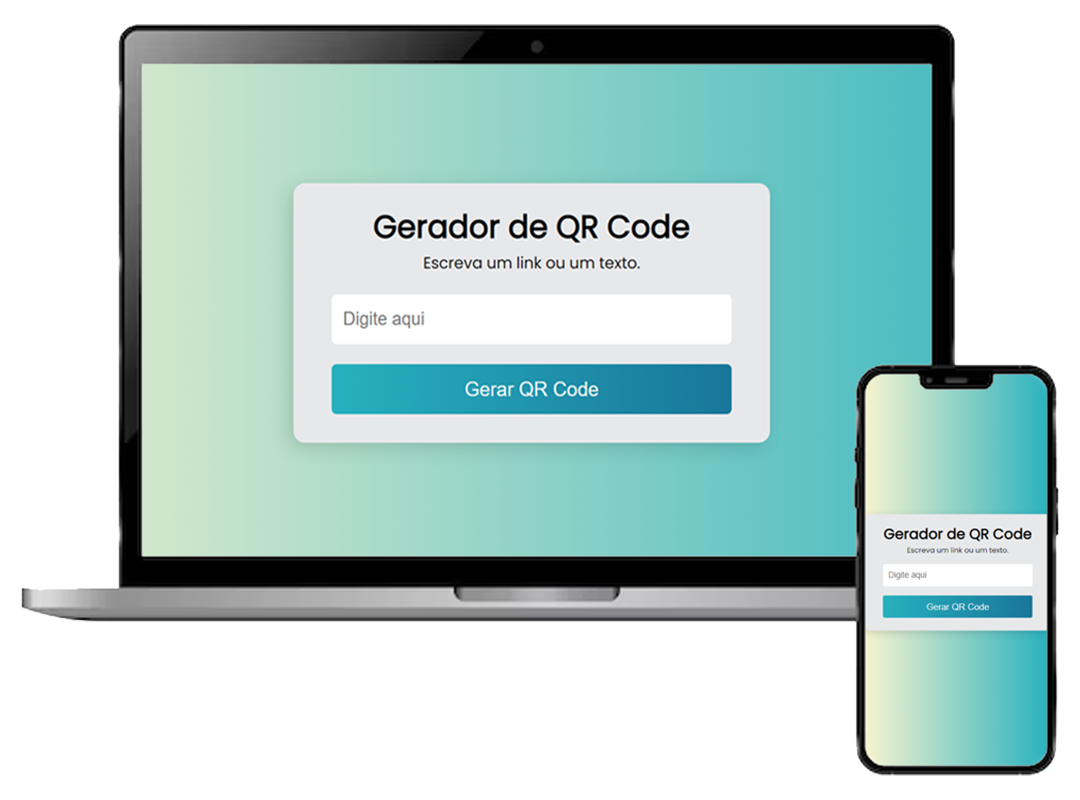 Gerador de QR Code
Escreva um link ou um texto.
Digite aqui
Gerar QR Code
Gerador de QR Code
Escreva um link ou um texto.
Digite aqui
Gerar QR Code